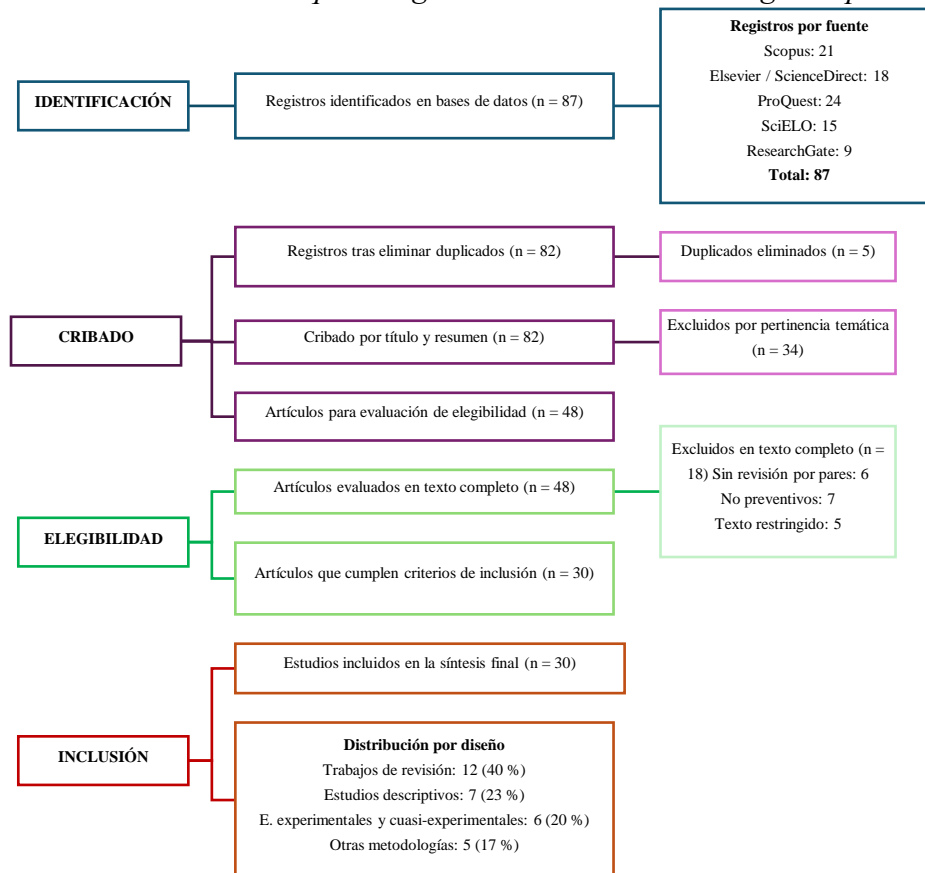 Registros por fuente
Scopus: 21
Elsevier / ScienceDirect: 18
ProQuest: 24
SciELO: 15
ResearchGate: 9
Total: 87
IDENTIFICACIÓN
Registros identificados en bases de datos (n = 87)
Registros tras eliminar duplicados (n = 82)
Duplicados eliminados (n = 5)
CRIBADO
Cribado por título y resumen (n = 82)
Excluidos por pertinencia temática
(n = 34)
Artículos para evaluación de elegibilidad (n = 48)
ELEGIBILIDAD
Artículos evaluados en texto completo (n = 48)
Excluidos en texto completo (n =
18) Sin revisión por pares: 6
No preventivos: 7
Texto restringido: 5
Artículos que cumplen criterios de inclusión (n = 30)
Estudios incluidos en la síntesis final (n = 30)
INCLUSIÓN
Distribución por diseño
Trabajos de revisión: 12 (40 %)
Estudios descriptivos: 7 (23 %)
E. experimentales y cuasi-experimentales: 6 (20 %)
Otras metodologías: 5 (17 %)